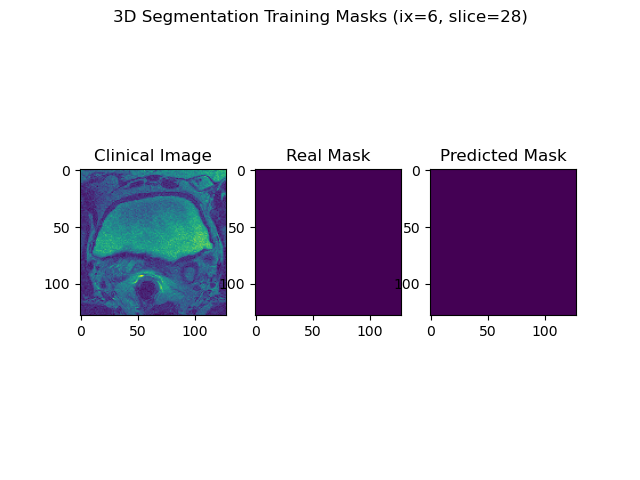 3D Segmentation Training Masks (ix=6, slice=28)
Clinical Image Real Mask Predicted Mask
0 0 0
50 50 50
100 100 100
0 50 100 0 50 100 0 50 100